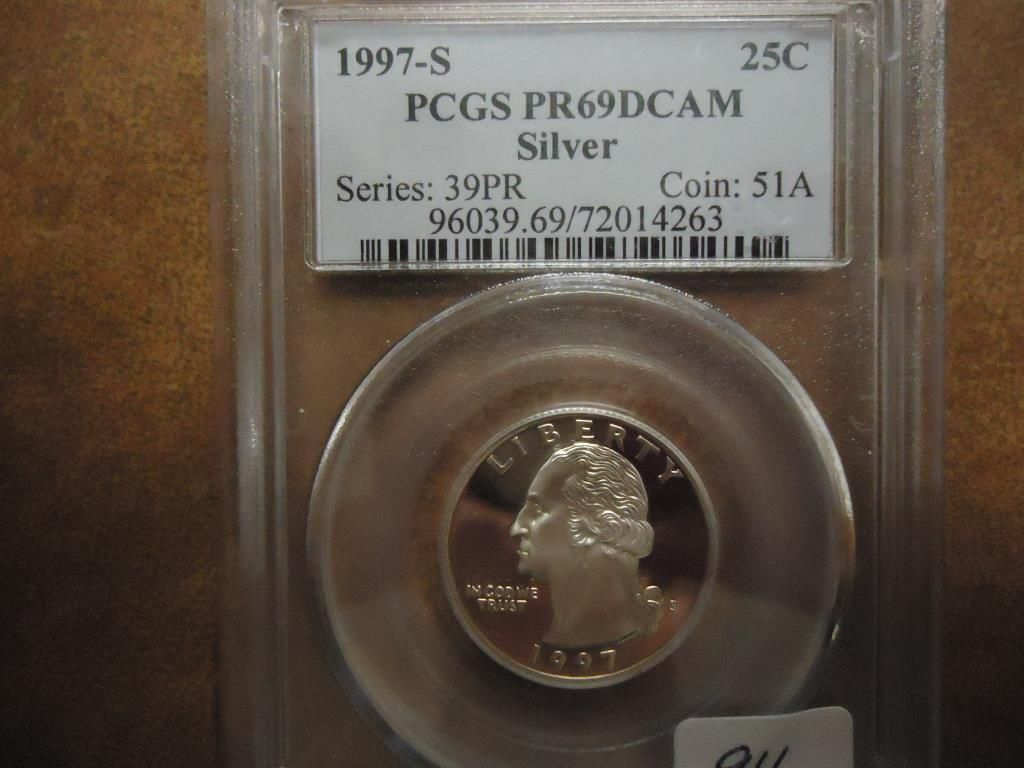 1997-S 25C
PCGS PR69DCAM
Silver
Series: 39PR Coin: 51A
96039.69/72014263
LIBERTY
IN GOD WE
TRUST
S
1997